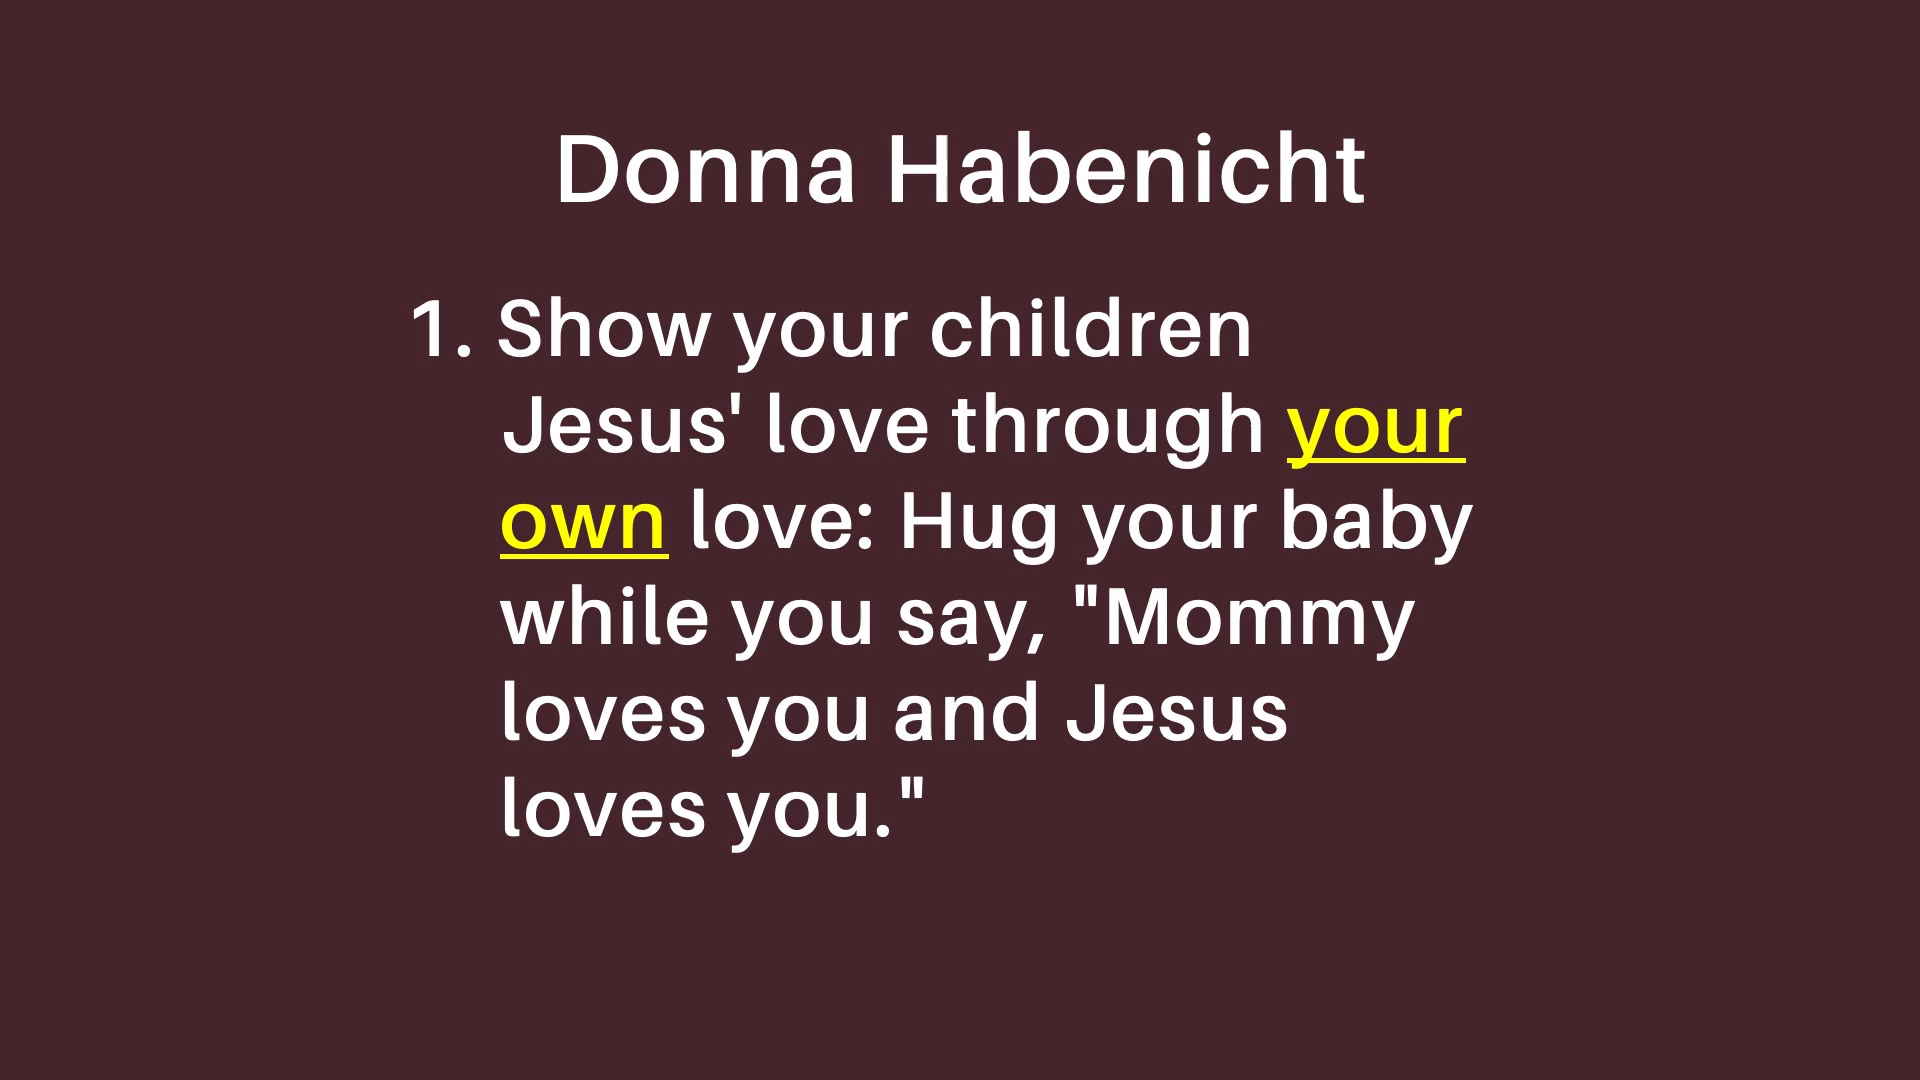 Donna Habenicht
1. Show your children
Jesus' love through your
own love: Hug your baby
while you say, "Mommy
loves you and Jesus
loves you."